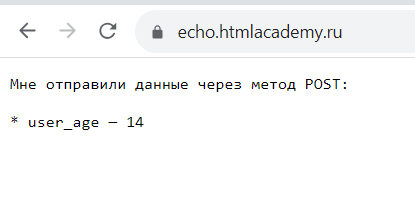 echo.htmlacademy.ru
Мне отправили данные через метод POST:
* user_age — 14